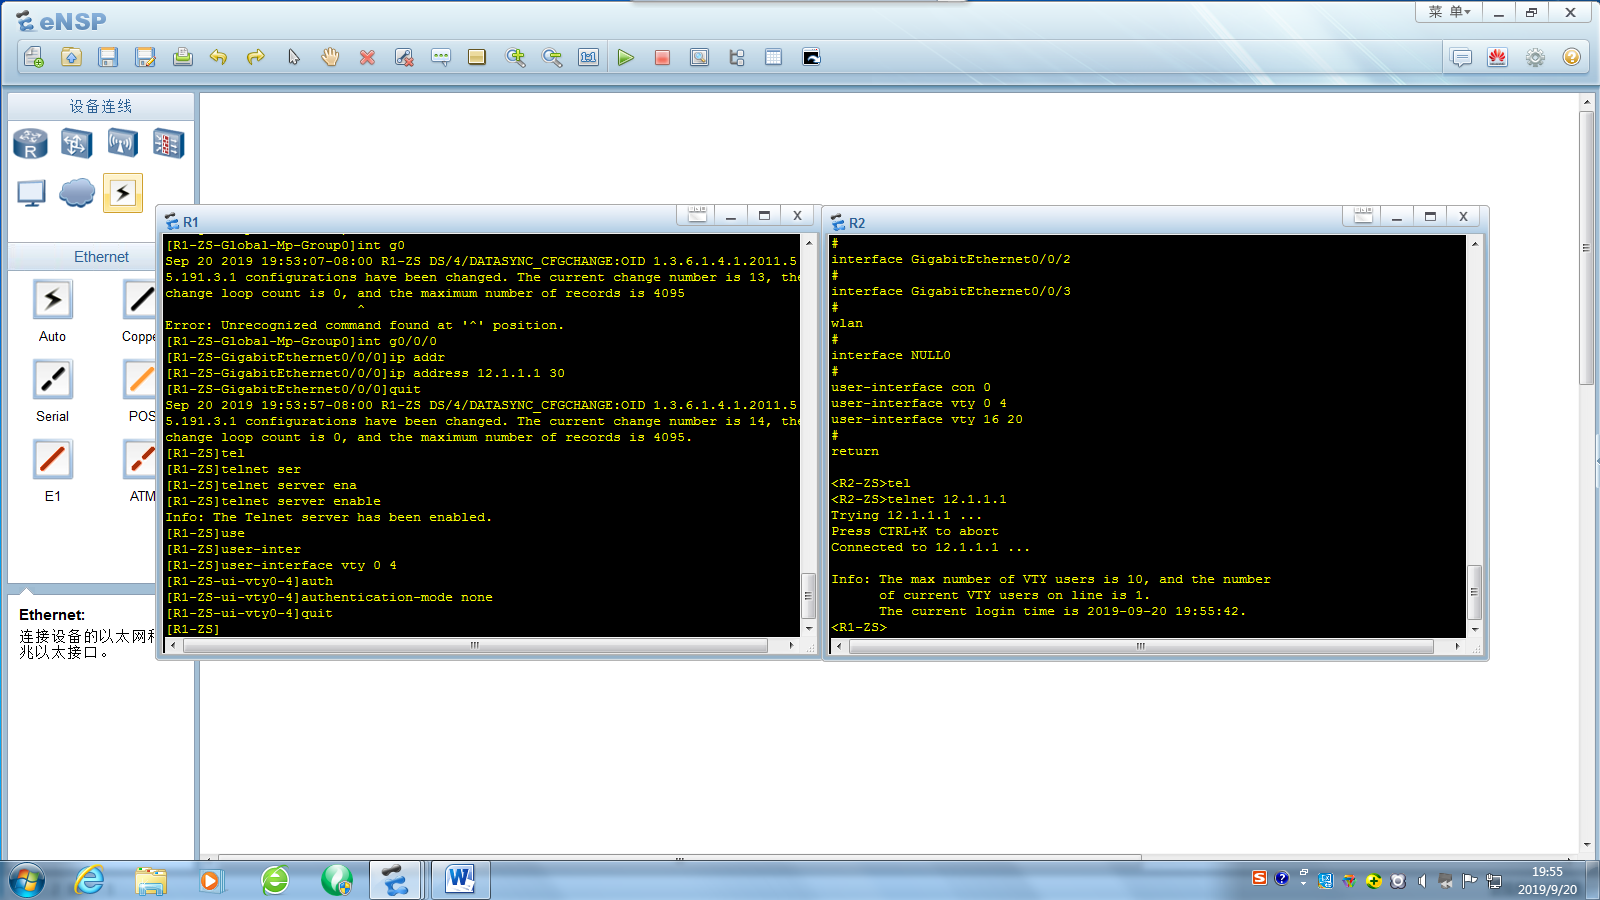 eNSP
菜 单
设备连线
R
Ethernet
Auto
Coppe
Serial
POS
E1
ATM
Ethernet:
连接设备的以太网和
兆以太接口。
R1
[R1-ZS-Global-Mp-Group0]int g0
Sep 20 2019 19:53:07-08:00 R1-ZS DS/4/DATASYNC_CFGCHANGE:OID 1.3.6.1.4.1.2011.5
5.191.3.1 configurations have been changed. The current change number is 13, the
change loop count is 0, and the maximum number of records is 4095
^
Error: Unrecognized command found at '^' position.
[R1-ZS-Global-Mp-Group0]int g0/0/0
[R1-ZS-GigabitEthernet0/0/0]ip addr
[R1-ZS-GigabitEthernet0/0/0]ip address 12.1.1.1 30
[R1-ZS-GigabitEthernet0/0/0]quit
Sep 20 2019 19:53:57-08:00 R1-ZS DS/4/DATASYNC_CFGCHANGE:OID 1.3.6.1.4.1.2011.5
5.191.3.1 configurations have been changed. The current change number is 14, the
change loop count is 0, and the maximum number of records is 4095.
[R1-ZS]tel
[R1-ZS]telnet ser
[R1-ZS]telnet server ena
[R1-ZS]telnet server enable
Info: The Telnet server has been enabled.
[R1-ZS]use
[R1-ZS]user-inter
[R1-ZS]user-interface vty 0 4
[R1-ZS-ui-vty0-4]auth
[R1-ZS-ui-vty0-4]authentication-mode none
[R1-ZS-ui-vty0-4]quit
[R1-ZS]
R2
#
interface GigabitEthernet0/0/2
#
interface GigabitEthernet0/0/3
#
wlan
#
interface NULL0
#
user-interface con 0
user-interface vty 0 4
user-interface vty 16 20
#
return
<R2-ZS>tel
<R2-ZS>telnet 12.1.1.1
Trying 12.1.1.1 ...
Press CTRL+K to abort
Connected to 12.1.1.1 ...
Info: The max number of VTY users is 10, and the number
of current VTY users on line is 1.
The current login time is 2019-09-20 19:55:42.
<R1-ZS>
19:55
2019/9/20